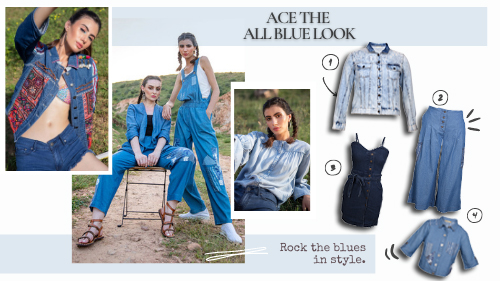 ACE THE
ALL BLUE LOOK
1
2
3
4
Rock the blues
in style.